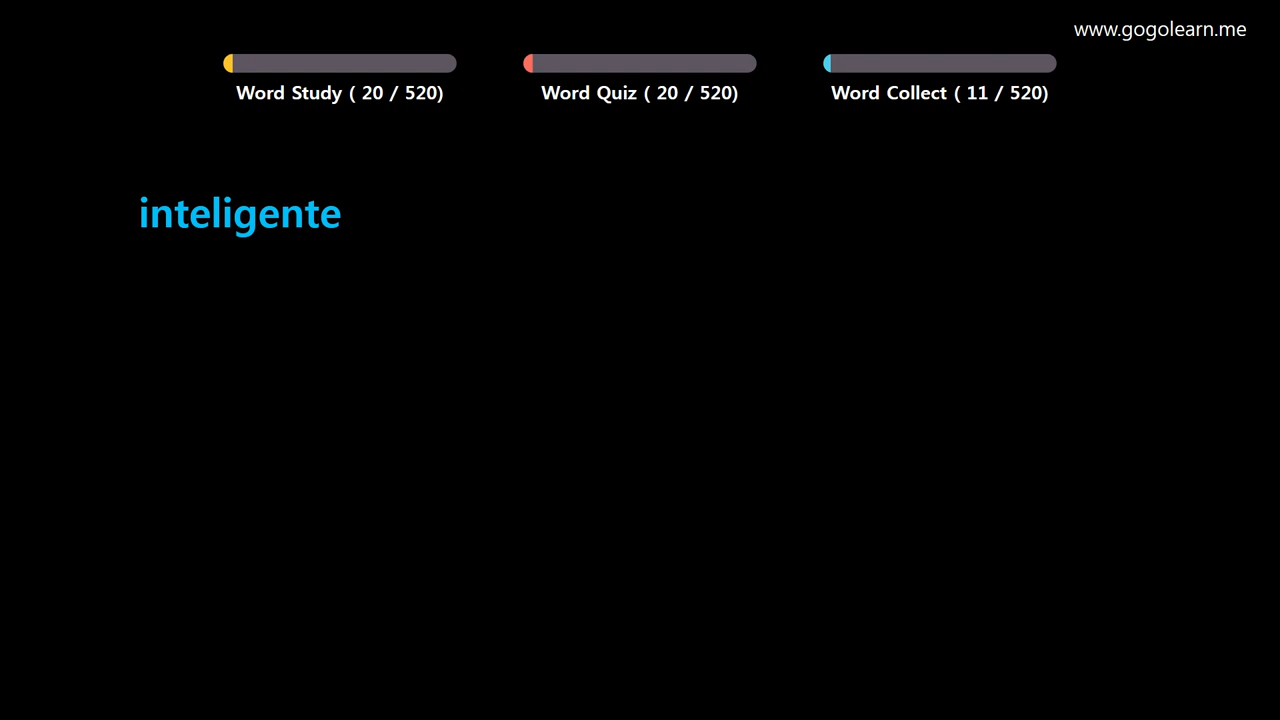 www.gogolearn.me
Word Study ( 20 / 520)
Word Quiz ( 20 / 520)
Word Collect ( 11 / 520)
inteligente